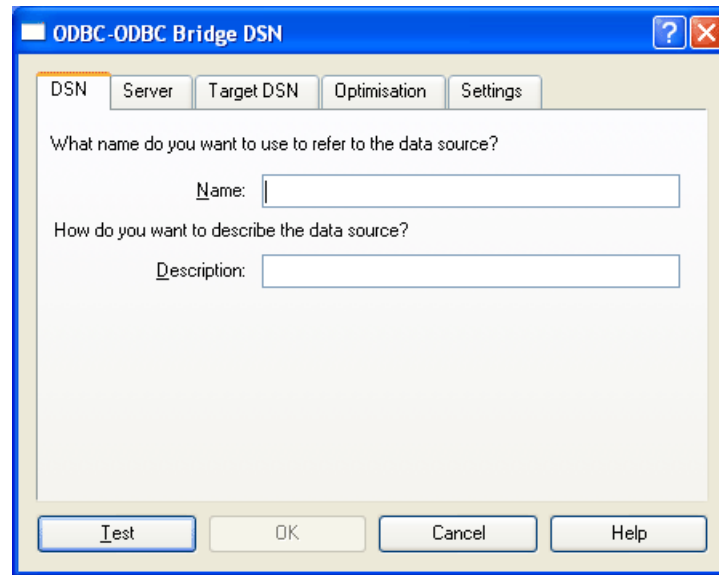 ODBC-ODBC Bridge DSN
DSN Server Target DSN Optimisation Settings
What name do you want to use to refer to the data source?
Name:
How do you want to describe the data source?
Description:
Test OK Cancel Help